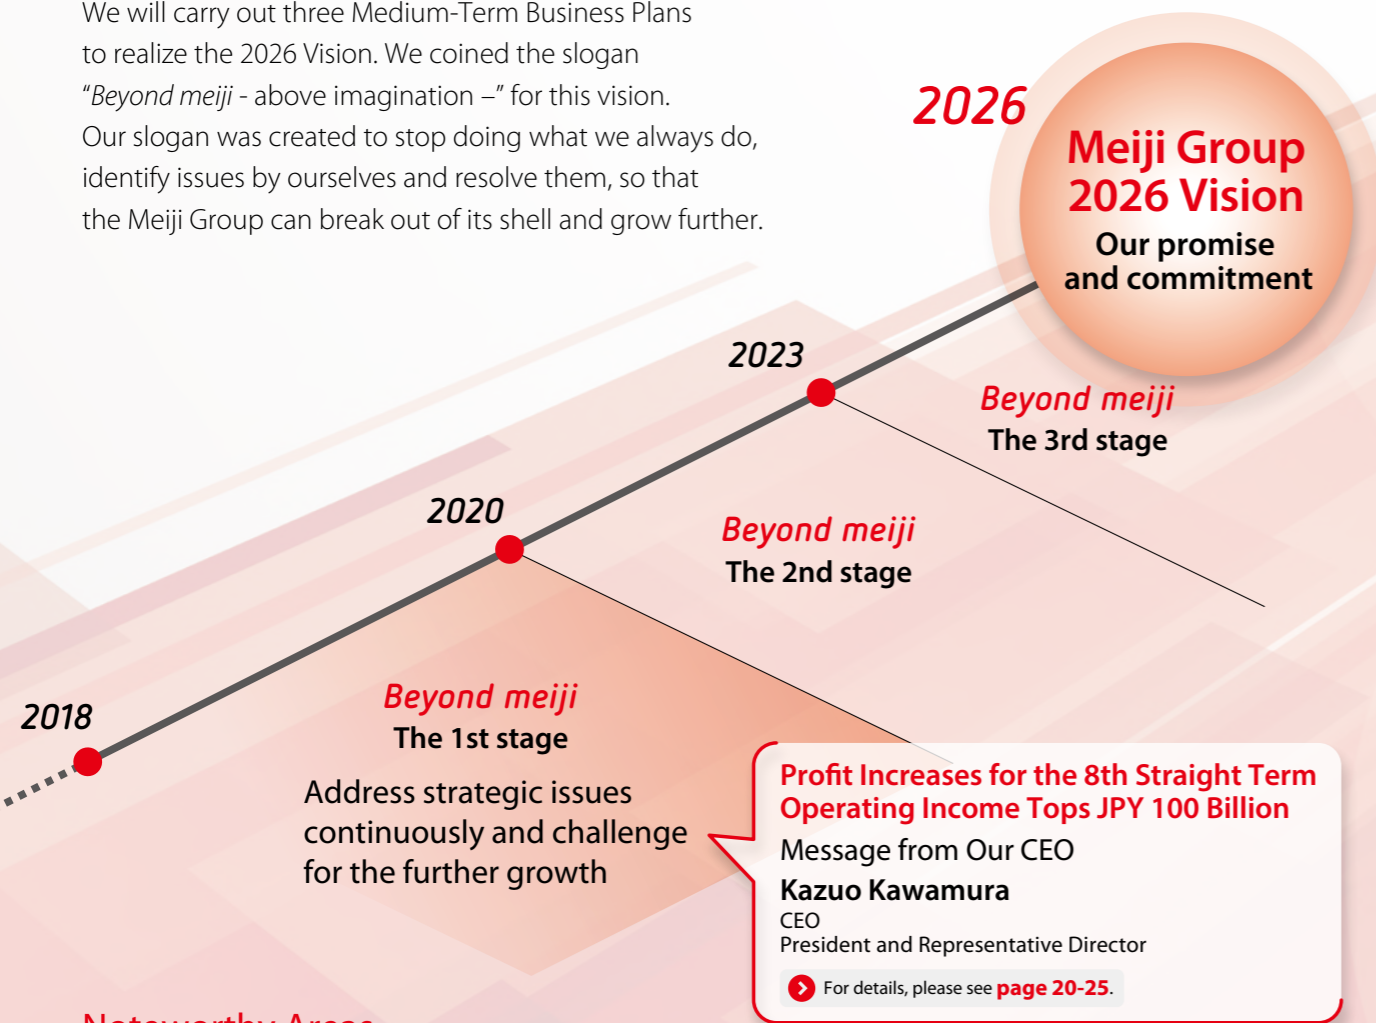 We will carry out three Medium-Term Business Plans
to realize the 2026 Vision. We coined the slogan
“Beyond meiji - above imagination –” for this vision.
Our slogan was created to stop doing what we always do,
identify issues by ourselves and resolve them, so that
the Meiji Group can break out of its shell and grow further.
2026
Meiji Group
2026 Vision
Our promise
and commitment
2023
Beyond meiji
The 3rd stage
2020
Beyond meiji
The 2nd stage
2018
Beyond meiji
The 1st stage
Address strategic issues
continuously and challenge
for the further growth
Profit Increases for the 8th Straight Term
Operating Income Tops JPY 100 Billion
Message from Our CEO
Kazuo Kawamura
CEO
President and Representative Director
For details, please see page 20-25.
Noteworthy Areas